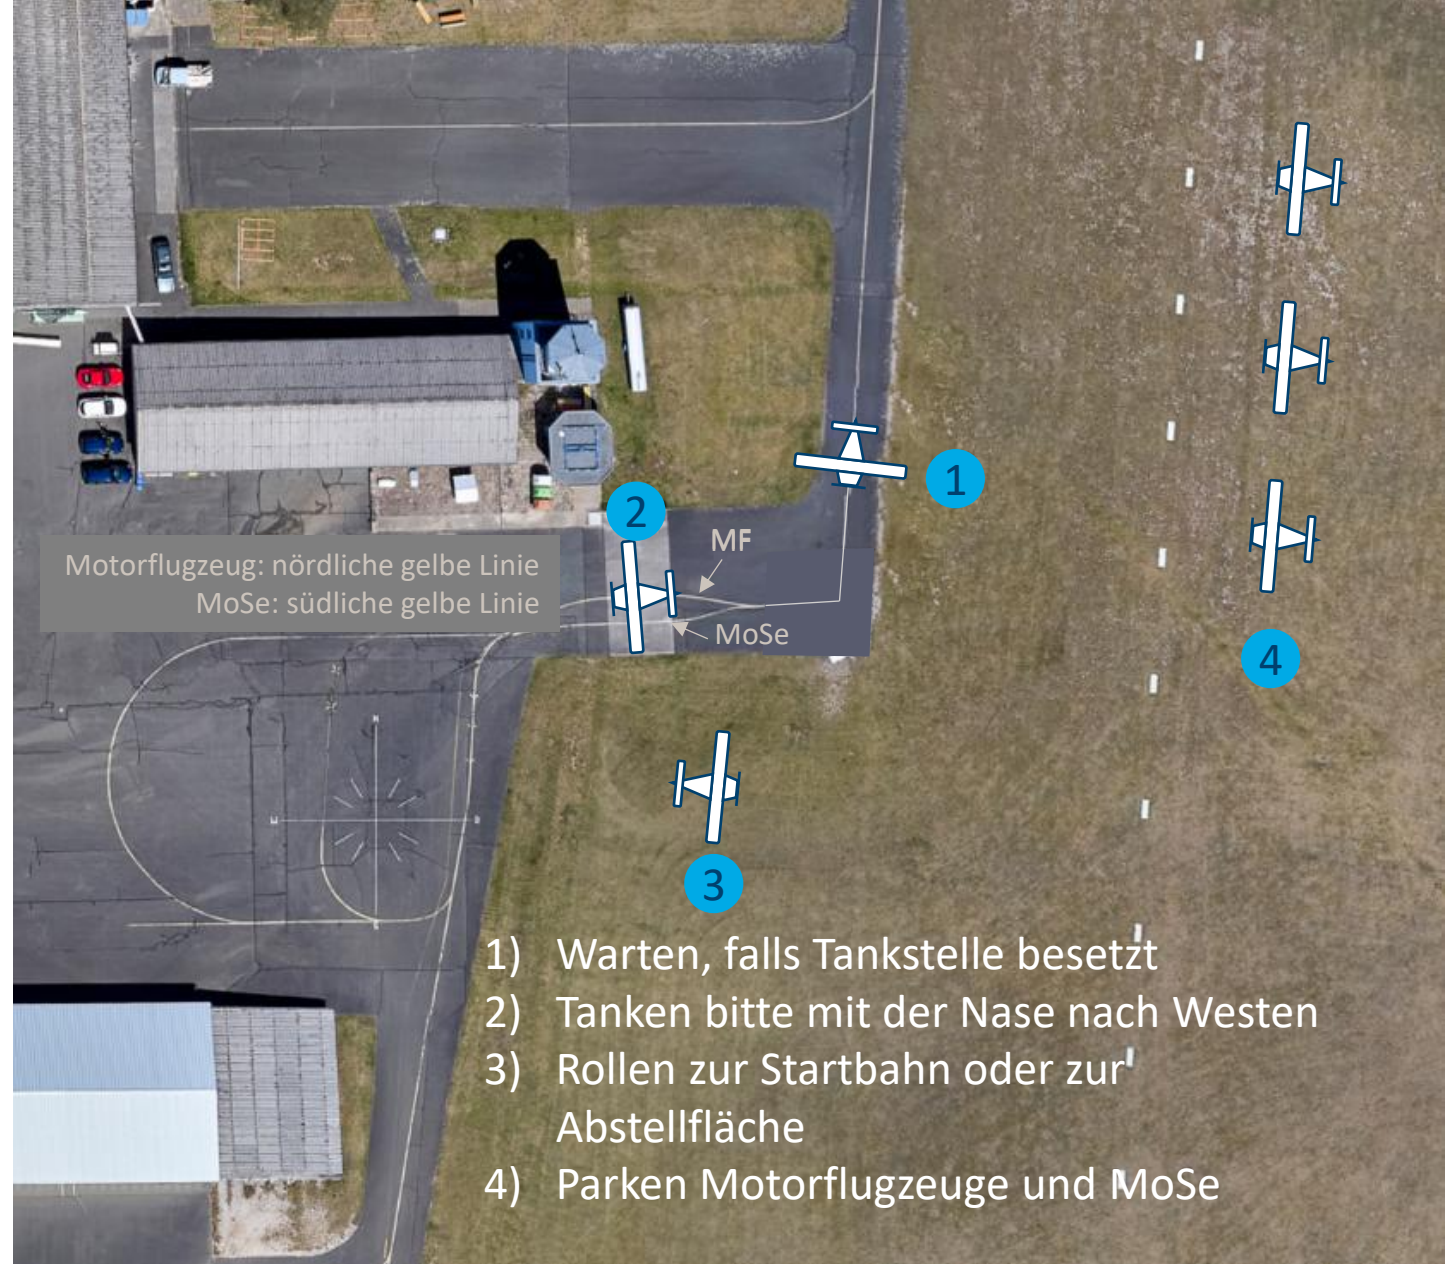 1
2
MF
Motorflugzeug: nördliche gelbe Linie
MoSe: südliche gelbe Linie
MoSe
4
3
1) Warten, falls Tankstelle besetzt
2) Tanken bitte mit der Nase nach Westen
3) Rollen zur Startbahn oder zur
Abstellfläche
4) Parken Motorflugzeuge und MoSe